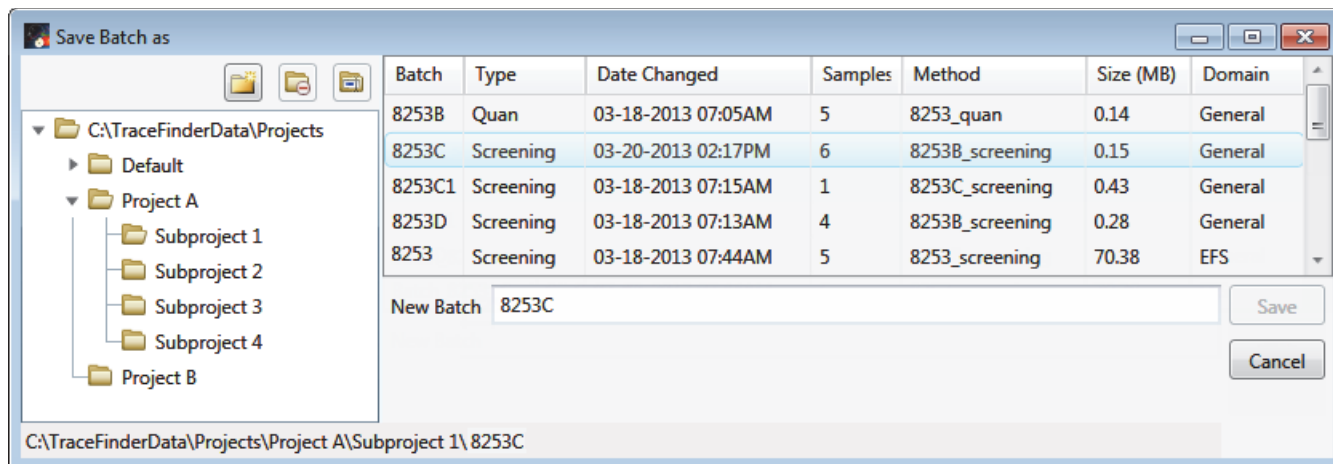 Save Batch as
Batch Type Date Changed Samples Method Size (MB) Domain
8253B Quan 03-18-2013 07:05AM 5 8253_quan 0.14 General
8253C Screening 03-20-2013 02:17PM 6 8253B_screening 0.15 General
8253C1 Screening 03-18-2013 07:15AM 1 8253C_screening 0.43 General
8253D Screening 03-18-2013 07:13AM 4 8253B_screening 0.28 General
8253 Screening 03-18-2013 07:44AM 5 8253_screening 70.38 EFS
C:\TraceFinderData\Projects
Default
Project A
Subproject 1
Subproject 2
Subproject 3
Subproject 4
Project B
New Batch 8253C Save
Cancel
C:\TraceFinderData\Projects\Project A\Subproject 1\ 8253C